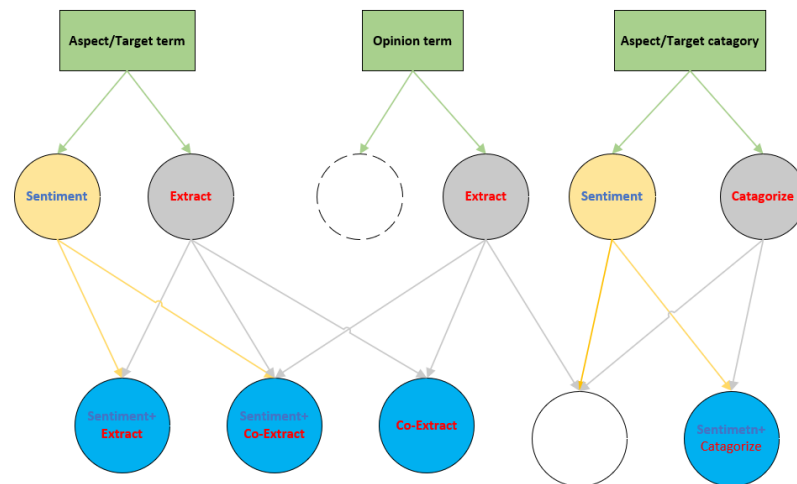 Aspect/Target term
Opinion term
Aspect/Target catagory
Sentiment
Extract
Extract
Sentiment
Catagorize
Sentiment+
Extract
Sentiment+
Co-Extract
Co-Extract
Sentimetn+
Catagorize